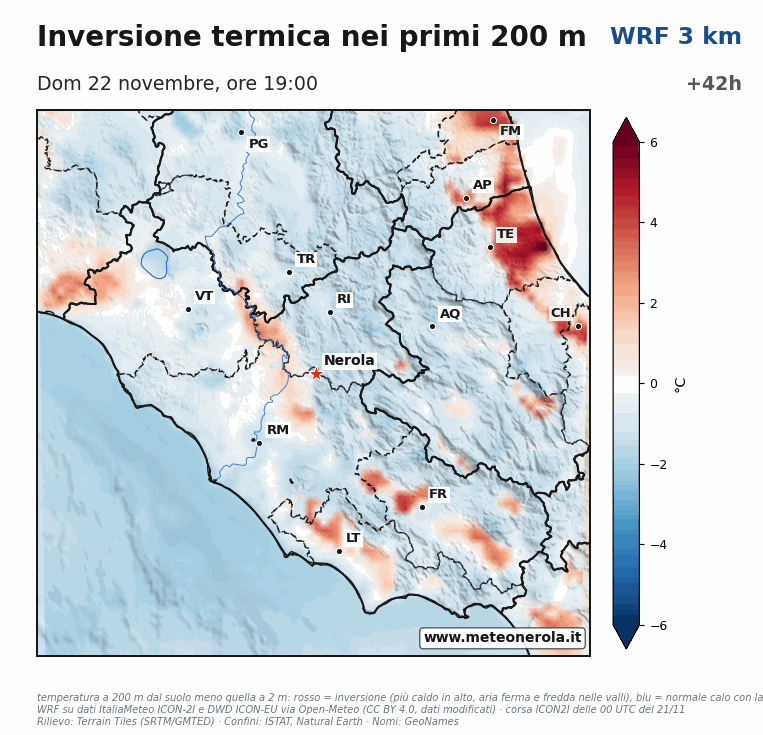 Inversione termica nei primi 200 m
WRF 3 km
Dom 22 novembre, ore 19:00
+42h
FM
PG
AP
TE
TR
VT
RI
AQ
CH.
Nerola
RM
FR
LT
www.meteonerola.it
6
4
2
0
−2
−4
−6
°C
temperatura a 200 m dal suolo meno quella a 2 m: rosso = inversione (più caldo in alto, aria ferma e fredda nelle valli), blu = normale calo con la
WRF su dati ItaliaMeteo ICON-2I e DWD ICON-EU via Open-Meteo (CC BY 4.0, dati modificati) · corsa ICON2I delle 00 UTC del 21/11
Rilievo: Terrain Tiles (SRTM/GMTED) · Confini: ISTAT, Natural Earth · Nomi: GeoNames